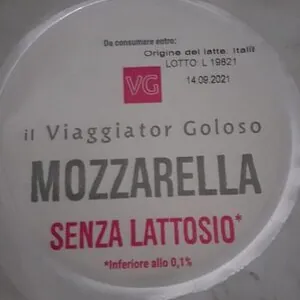 Da consumare entro:
Origine del latte: Itali
LOTTO: L 19821
14.09.2021
VG
il Viaggiator Goloso
MOZZARELLA
SENZA LATTOSIO*
*Inferiore allo 0,1%